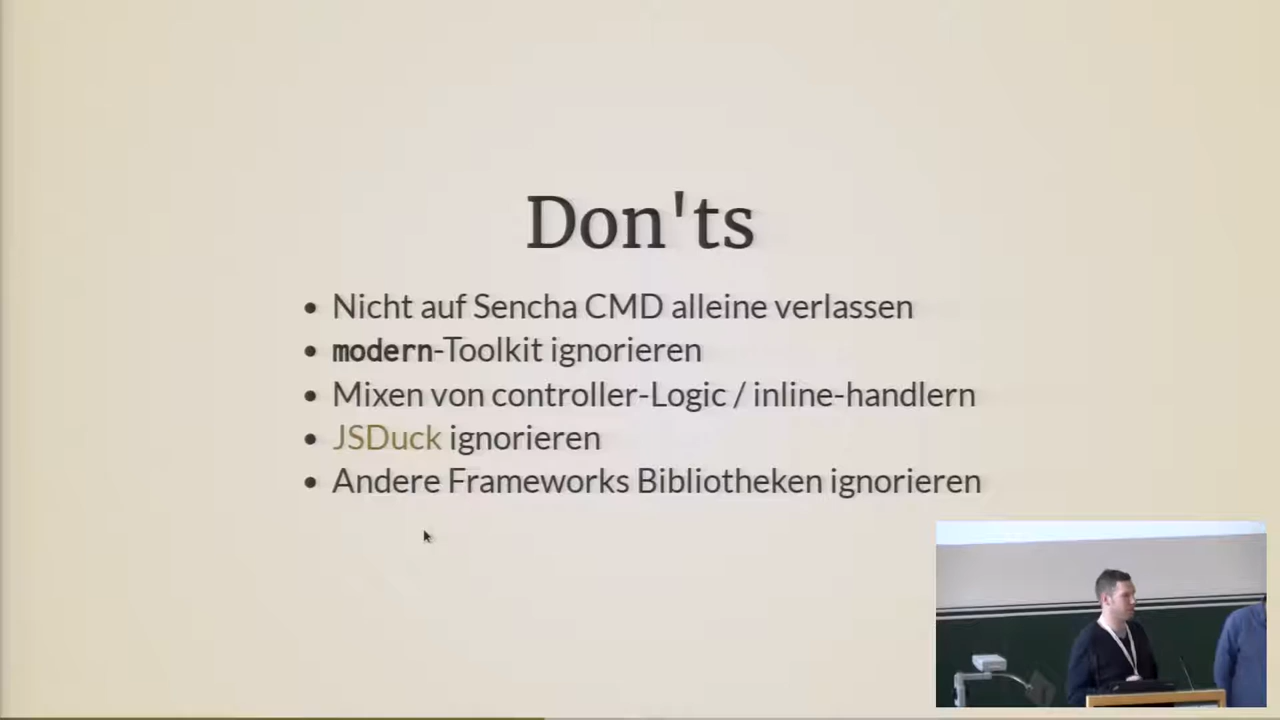 Don'ts
Nicht auf Sencha CMD alleine verlassen
modern-Toolkit ignorieren
Mixen von controller-Logic / inline-handlern
JSDuck ignorieren
Andere Frameworks Bibliotheken ignorieren